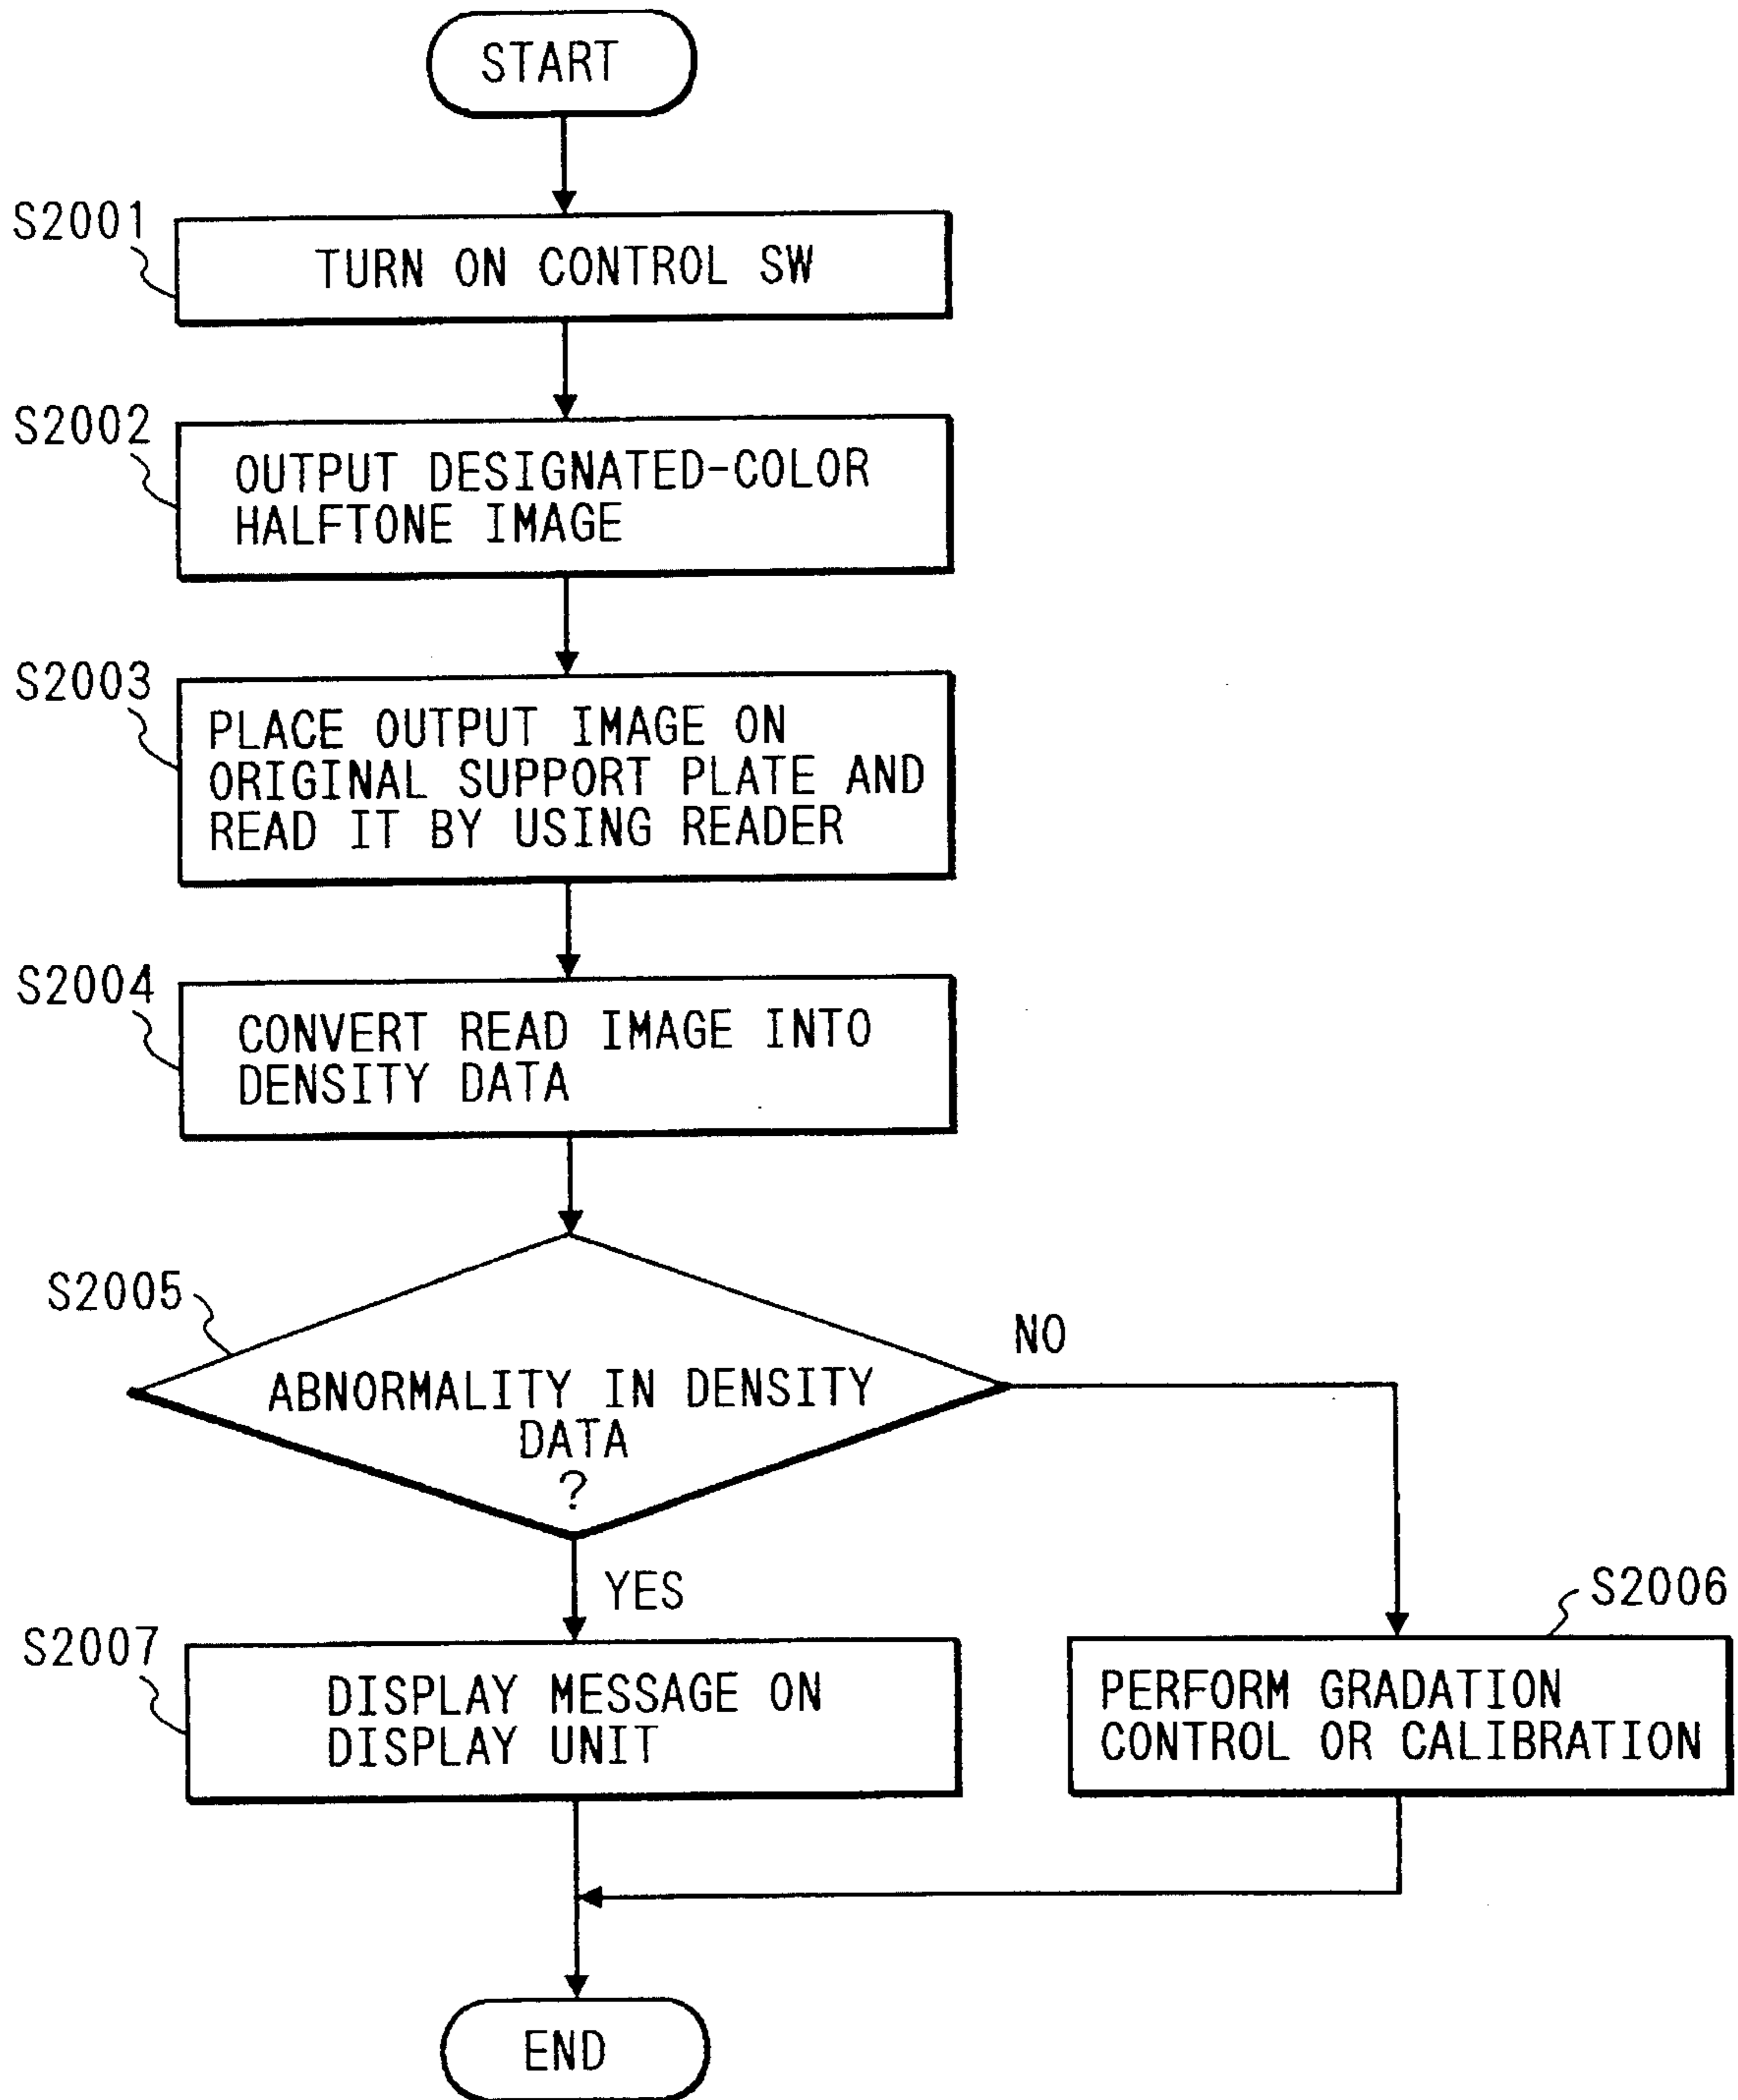 START
S2001
TURN ON CONTROL SW
S2002
OUTPUT DESIGNATED-COLOR
HALFTONE IMAGE
S2003
PLACE OUTPUT IMAGE ON
ORIGINAL SUPPORT PLATE AND
READ IT BY USING READER
S2004
CONVERT READ IMAGE INTO
DENSITY DATA
S2005
NO
ABNORMALITY IN DENSITY
DATA
?
YES
S2006
S2007
DISPLAY MESSAGE ON
DISPLAY UNIT
PERFORM GRADATION
CONTROL OR CALIBRATION
END